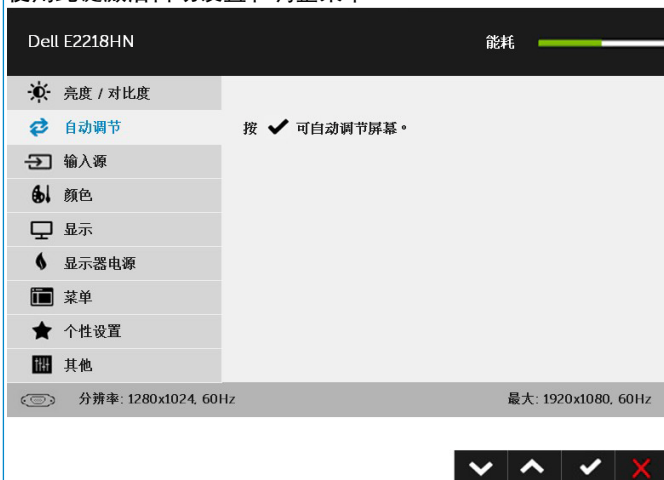 Dell E2218HN 能耗
亮度 / 对比度
自动调节
按 ✔ 可自动调节屏幕。
输入源
颜色
显示
显示器电源
菜单
个性设置
其他
分辨率: 1280x1024, 60Hz 最大: 1920x1080, 60Hz